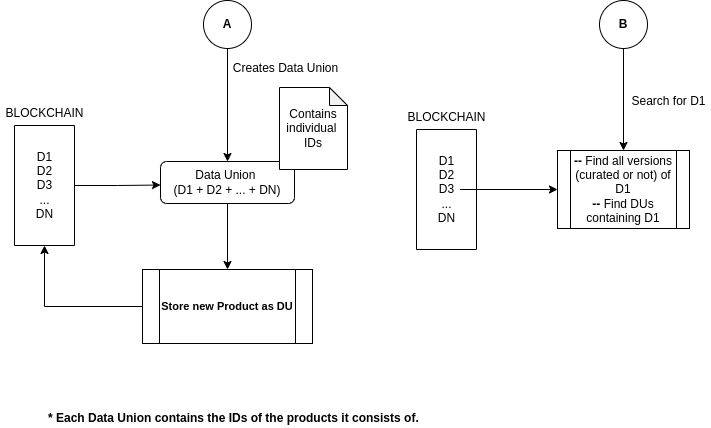 A
Creates Data Union
BLOCKCHAIN
D1
D2
D3
...
DN
Contains
individual
IDs
Data Union
(D1 + D2 + ... + DN)
Store new Product as DU
B
Search for D1
BLOCKCHAIN
D1
D2
D3
...
DN
-- Find all versions
(curated or not) of
D1
-- Find DUs
containing D1
* Each Data Union contains the IDs of the products it consists of.